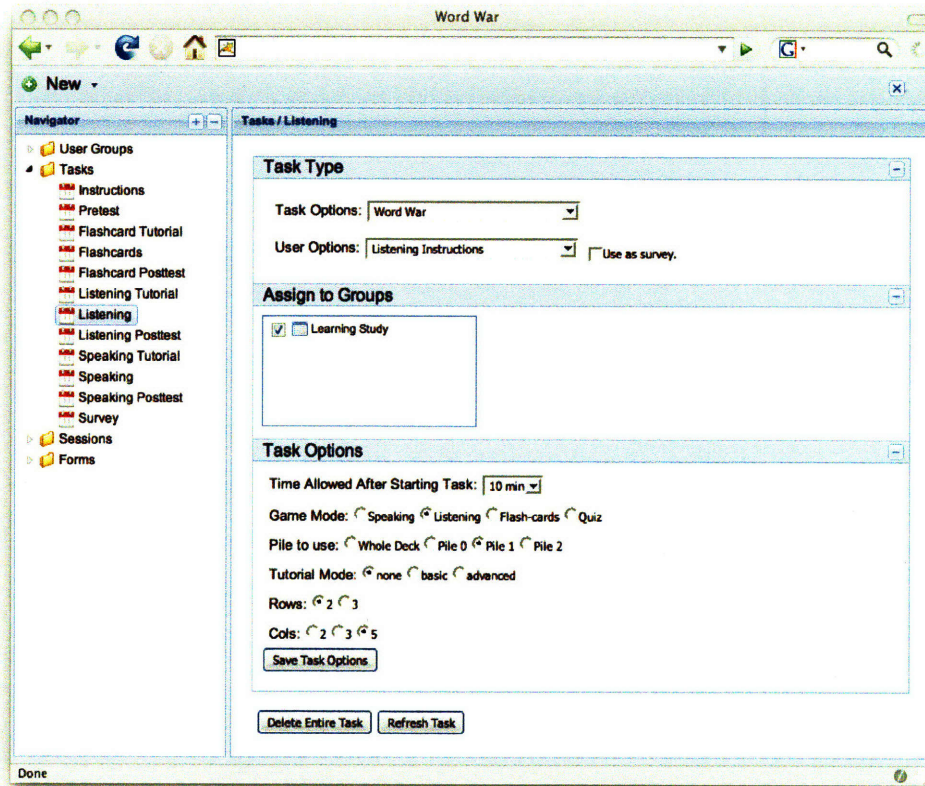 Word War
G
New
Navigator + −
Tasks / Listening
User Groups
Tasks
Instructions
Pretest
Flashcard Tutorial
Flashcards
Flashcard Posttest
Listening Tutorial
Listening
Listening Posttest
Speaking Tutorial
Speaking
Speaking Posttest
Survey
Sessions
Forms
Task Type
Task Options: Word War
User Options: Listening Instructions Use as survey.
Assign to Groups
Learning Study
Task Options
Time Allowed After Starting Task: 10 min
Game Mode: Speaking Listening Flash-cards Quiz
Pile to use: Whole Deck Pile 0 Pile 1 Pile 2
Tutorial Mode: none basic advanced
Rows: 2 3
Cols: 2 3 5
Save Task Options
Delete Entire Task Refresh Task
Done